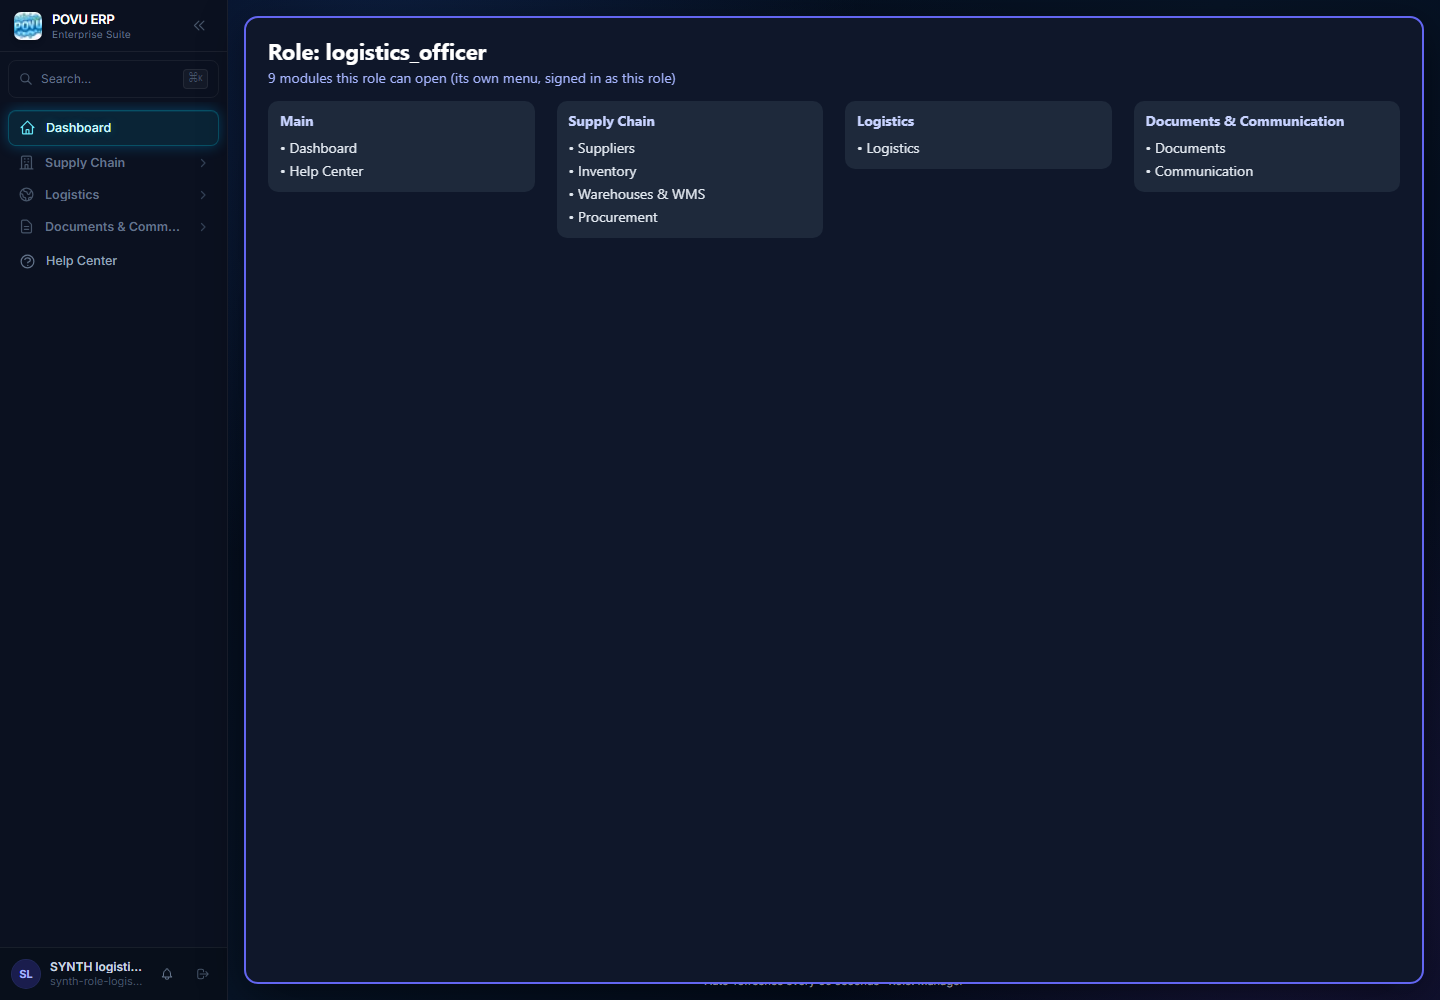 POVU ERP
Enterprise Suite
Search...
⌘K
Dashboard
Supply Chain
Logistics
Documents & Comm...
Help Center
SL
SYNTH logisti...
synth-role-logis...
Role: logistics_officer
9 modules this role can open (its own menu, signed in as this role)
Main
• Dashboard
• Help Center
Supply Chain
• Suppliers
• Inventory
• Warehouses & WMS
• Procurement
Logistics
• Logistics
Documents & Communication
• Documents
• Communication